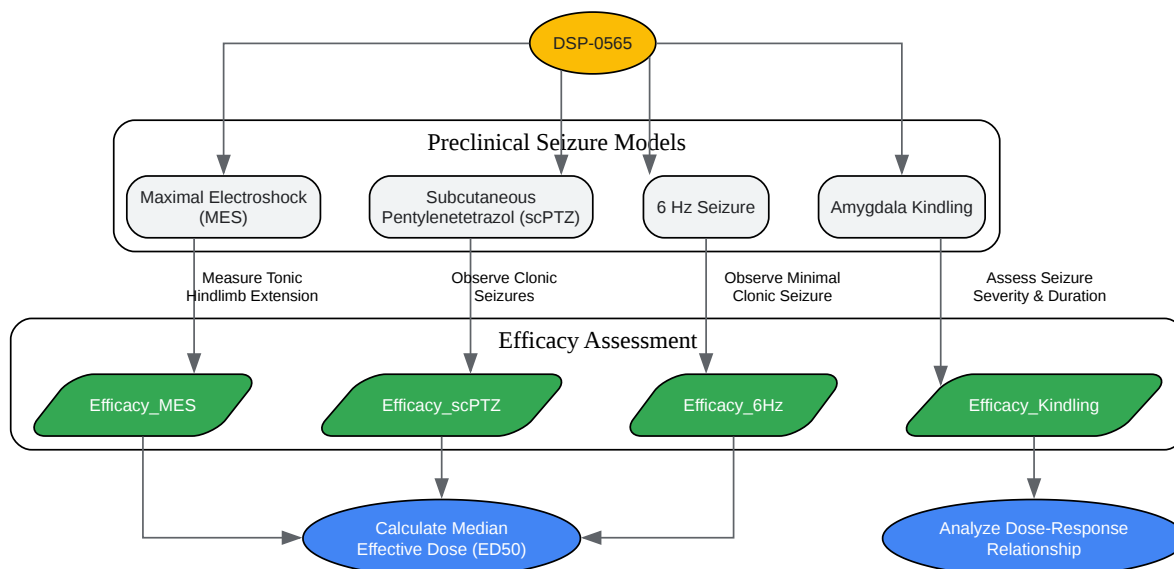 DSP-0565
Preclinical Seizure Models
Maximal Electroshock
(MES)
Subcutaneous
Pentylenetetrazol (scPTZ)
6 Hz Seizure
Amygdala Kindling
Measure Tonic
Hindlimb Extension
Observe Clonic
Seizures
Observe Minimal
Clonic Seizure
Assess Seizure
Severity & Duration
Efficacy Assessment
Efficacy_MES
Efficacy_scPTZ
Efficacy_6Hz
Efficacy_Kindling
Calculate Median
Effective Dose (ED50)
Analyze Dose-Response
Relationship